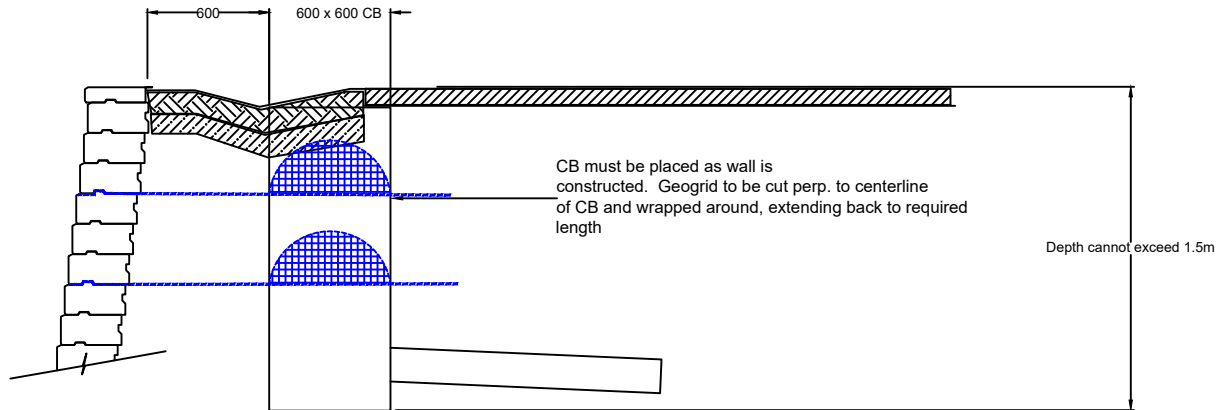 600
600 x 600 CB
CB must be placed as wall is
constructed. Geogrid to be cut perp. to centerline
of CB and wrapped around, extending back to required
length
Depth cannot exceed 1.5m